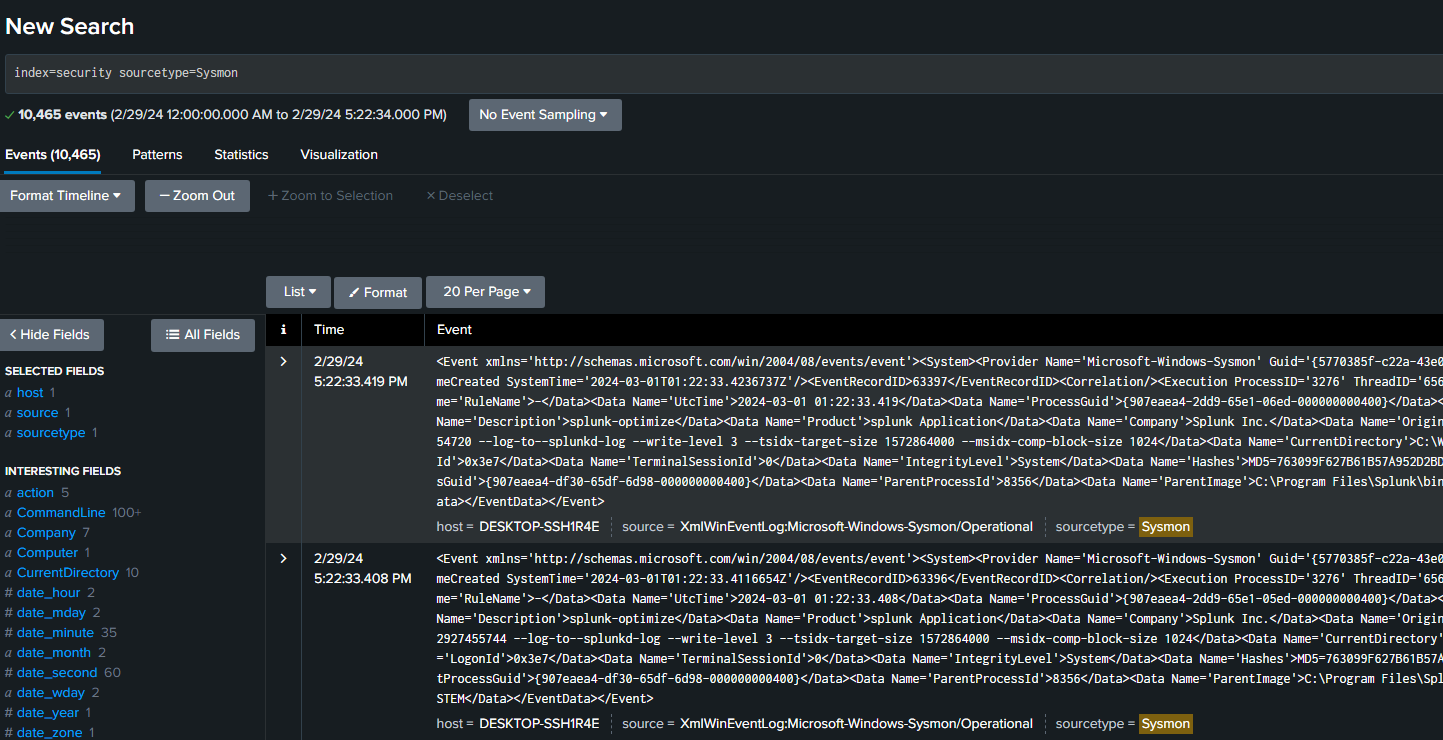 New Search
index=security sourcetype=Sysmon
10,465 events (2/29/24 12:00:00.000 AM to 2/29/24 5:22:34.000 PM)
No Event Sampling
Events (10,465)
Patterns
Statistics
Visualization
Format Timeline
— Zoom Out
+ Zoom to Selection
× Deselect
List
Format
20 Per Page
< Hide Fields
All Fields
SELECTED FIELDS
a host 1
a source 1
a sourcetype 1
INTERESTING FIELDS
a action 5
a CommandLine 100+
a Company 7
a Computer 1
a CurrentDirectory 10
# date_hour 2
# date_mday 2
# date_minute 35
a date_month 2
# date_second 60
a date_wday 2
# date_year 1
# date_zone 1
i
Time
Event
>
2/29/24
5:22:33.419 PM
<Event xmlns='http://schemas.microsoft.com/win/2004/08/events/event'><System><Provider Name='Microsoft-Windows-Sysmon' Guid='{5770385f-c22a-43e0
meCreated SystemTime='2024-03-01T01:22:33.4236737Z'/><EventRecordID>63397</EventRecordID><Correlation/><Execution ProcessID='3276' ThreadID='656
me='RuleName'>-</Data><Data Name='UtcTime'>2024-03-01 01:22:33.419</Data><Data Name='ProcessGuid'>{907eaea4-2dd9-65e1-06ed-000000000400}</Data><
Name='Description'>splunk-optimize</Data><Data Name='Product'>splunk Application</Data><Data Name='Company'>Splunk Inc.</Data><Data Name='Origin
54720 --log-to--splunkd-log --write-level 3 --tsidx-target-size 1572864000 --msidx-comp-block-size 1024</Data><Data Name='CurrentDirectory'>C:\W
Id'>0x3e7</Data><Data Name='TerminalSessionId'>0</Data><Data Name='IntegrityLevel'>System</Data><Data Name='Hashes'>MD5=763099F627B61B57A952D2BD
sGuid'>{907eaea4-df30-65df-6d98-000000000400}</Data><Data Name='ParentProcessId'>8356</Data><Data Name='ParentImage'>C:\Program Files\Splunk\bin
ata></EventData></Event>
host = DESKTOP-SSH1R4E source = XmlWinEventLog:Microsoft-Windows-Sysmon/Operational sourcetype = Sysmon
>
2/29/24
5:22:33.408 PM
<Event xmlns='http://schemas.microsoft.com/win/2004/08/events/event'><System><Provider Name='Microsoft-Windows-Sysmon' Guid='{5770385f-c22a-43e0
meCreated SystemTime='2024-03-01T01:22:33.4116654Z'/><EventRecordID>63396</EventRecordID><Correlation/><Execution ProcessID='3276' ThreadID='656
me='RuleName'>-</Data><Data Name='UtcTime'>2024-03-01 01:22:33.408</Data><Data Name='ProcessGuid'>{907eaea4-2dd9-65e1-05ed-000000000400}</Data><
Name='Description'>splunk-optimize</Data><Data Name='Product'>splunk Application</Data><Data Name='Company'>Splunk Inc.</Data><Data Name='Origin
2927455744 --log-to--splunkd-log --write-level 3 --tsidx-target-size 1572864000 --msidx-comp-block-size 1024</Data><Data Name='CurrentDirectory'
='LogonId'>0x3e7</Data><Data Name='TerminalSessionId'>0</Data><Data Name='IntegrityLevel'>System</Data><Data Name='Hashes'>MD5=763099F627B61B57A
tProcessGuid'>{907eaea4-df30-65df-6d98-000000000400}</Data><Data Name='ParentProcessId'>8356</Data><Data Name='ParentImage'>C:\Program Files\Spl
STEM</Data></EventData></Event>
host = DESKTOP-SSH1R4E source = XmlWinEventLog:Microsoft-Windows-Sysmon/Operational sourcetype = Sysmon